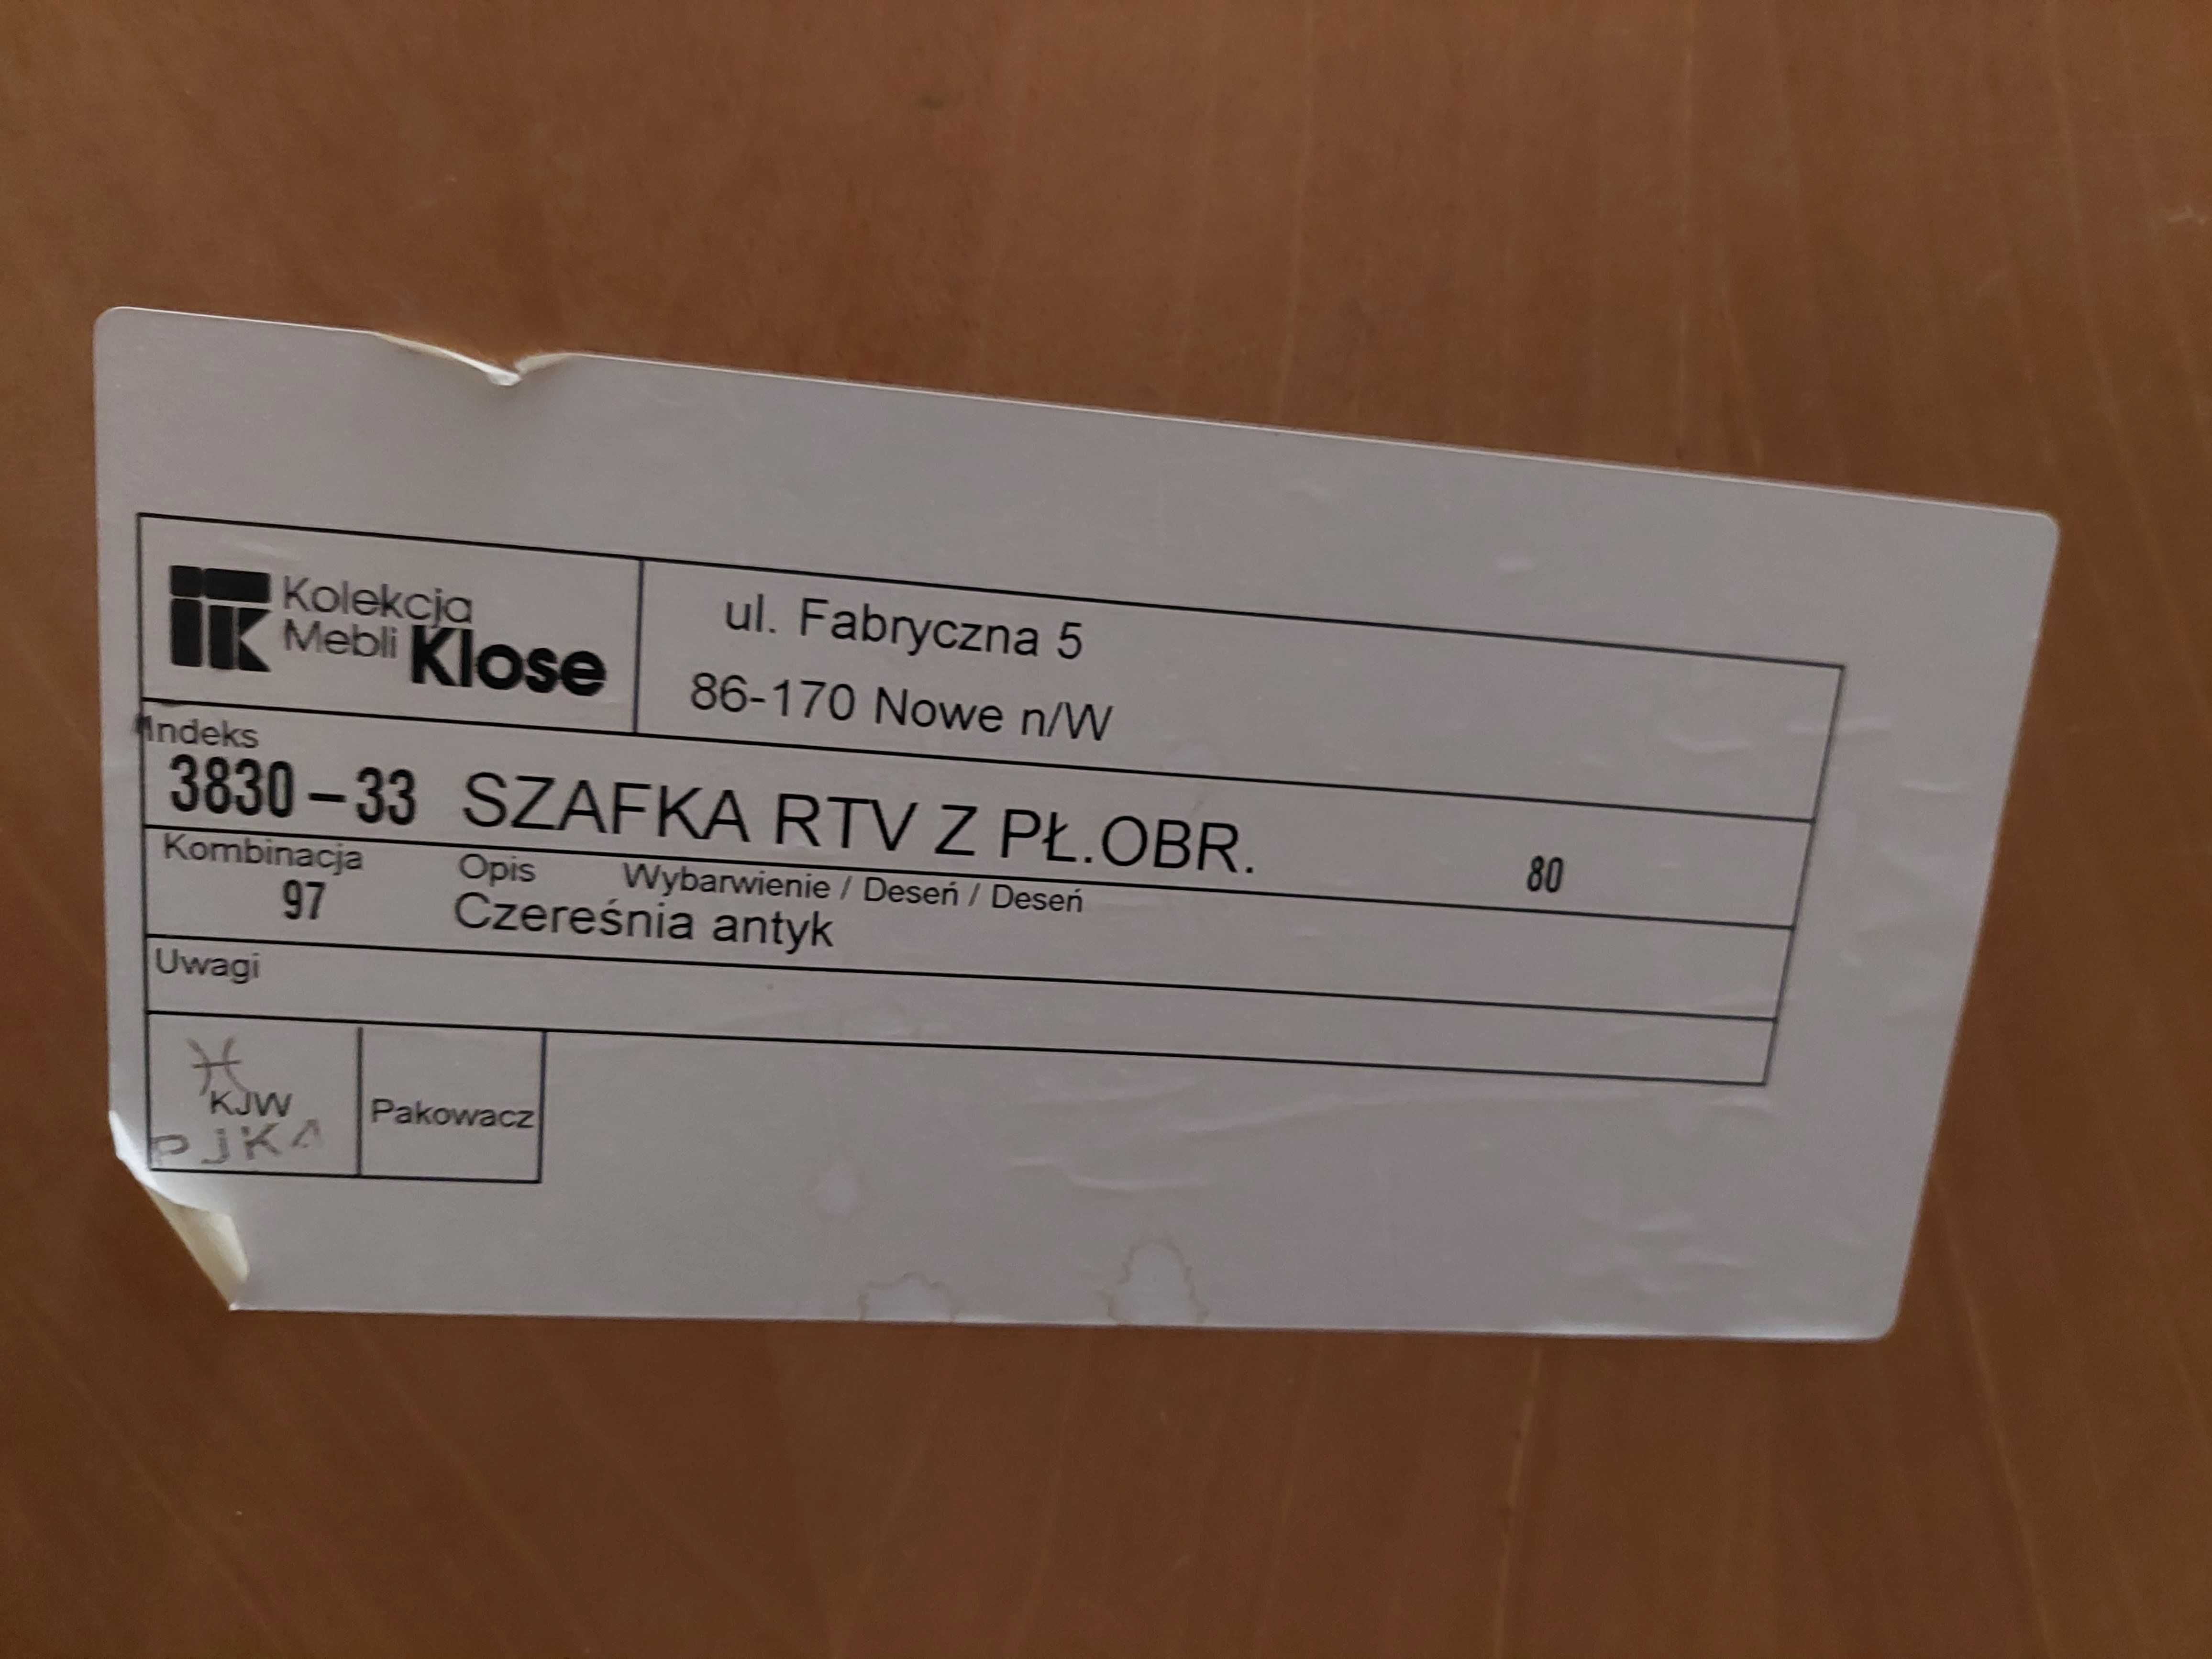 Kolekcja
Mebli Klose
ul. Fabryczna 5
86-170 Nowe n/W
Indeks
3830-33 SZAFKA RTV Z PŁ.OBR. 80
Kombinacja Opis Wybarwienie / Deseń / Deseń
97 Czereśnia antyk
Uwagi
KJW
PJKA
Pakowacz